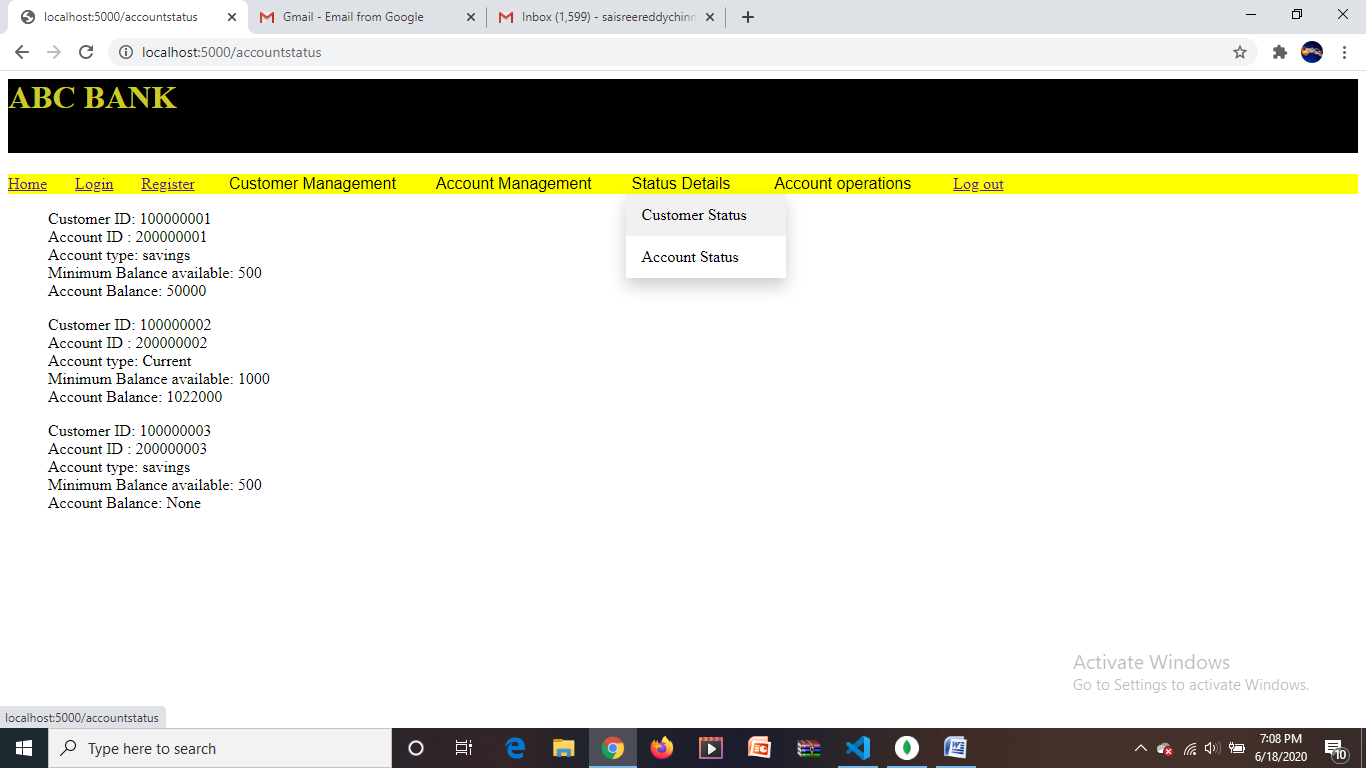 localhost:5000/accountstatus
Gmail - Email from Google
Inbox (1,599) - saisreereddychinn
localhost:5000/accountstatus
ABC BANK
Home Login Register Customer Management Account Management Status Details Account operations Log out
Customer Status
Account Status
Customer ID: 100000001
Account ID : 200000001
Account type: savings
Minimum Balance available: 500
Account Balance: 50000
Customer ID: 100000002
Account ID : 200000002
Account type: Current
Minimum Balance available: 1000
Account Balance: 1022000
Customer ID: 100000003
Account ID : 200000003
Account type: savings
Minimum Balance available: 500
Account Balance: None
Activate Windows
Go to Settings to activate Windows.
localhost:5000/accountstatus
Type here to search
7:08 PM
6/18/2020
10